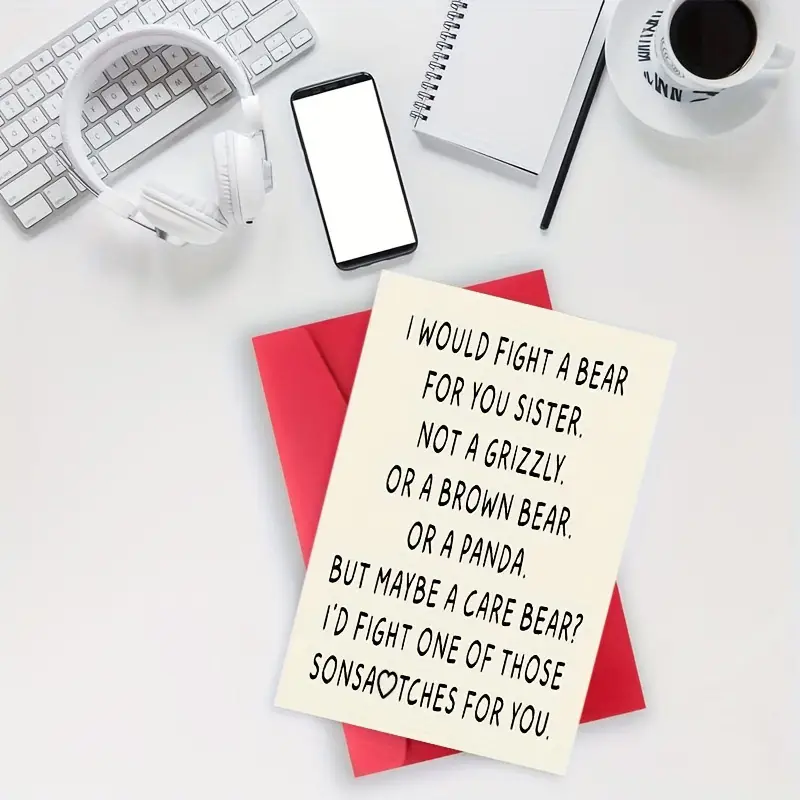 I WOULD FIGHT A BEAR
FOR YOU SISTER.
NOT A GRIZZLY.
OR A BROWN BEAR.
OR A PANDA.
BUT MAYBE A CARE BEAR?
I'D FIGHT ONE OF THOSE
SONSA♡TCHES FOR YOU.